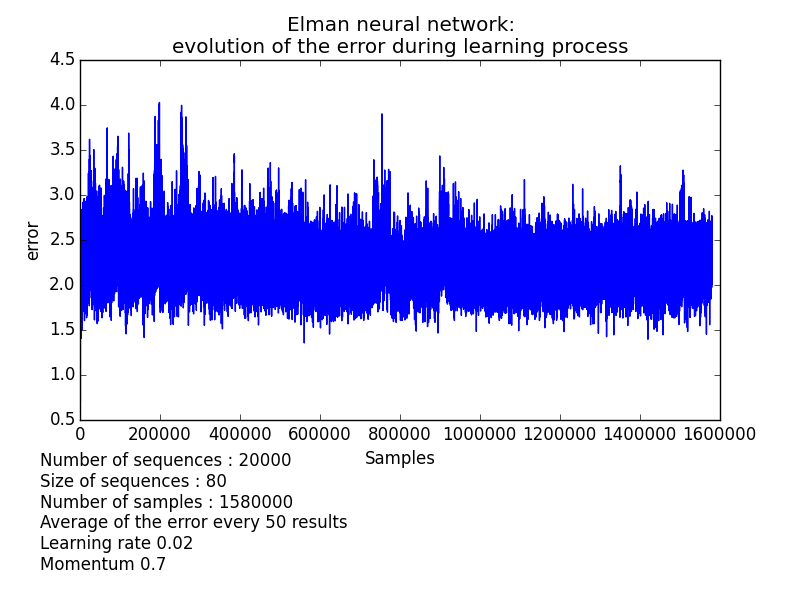 Elman neural network:
evolution of the error during learning process
4.5
4.0
3.5
3.0
2.5
2.0
1.5
1.0
0.5
error
0 200000 400000 600000 800000 1000000 1200000 1400000 1600000
Samples
Number of sequences : 20000
Size of sequences : 80
Number of samples : 1580000
Average of the error every 50 results
Learning rate 0.02
Momentum 0.7